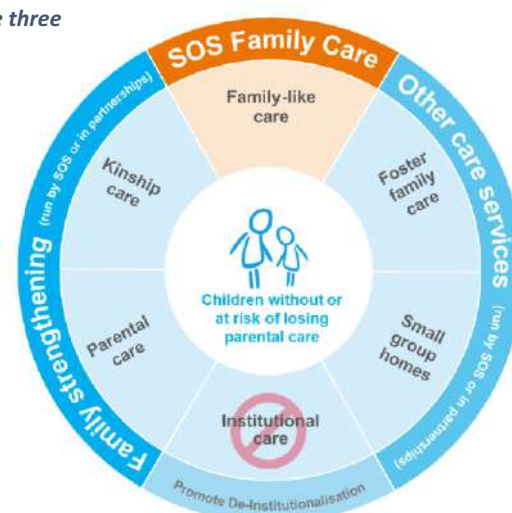 e three
SOS Family Care
Family-like
care
Other care services
(run by SOS or in partnerships)
Foster
family
care
Small
group
homes
Institutional
care
Promote De-Institutionalisation
Family strengthening
(run by SOS or in partnerships)
Parental
care
Kinship
care
Children without or
at risk of losing
parental care